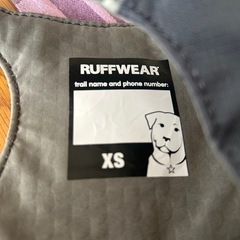 RUFFWEAR
trail name and phone number:
XS